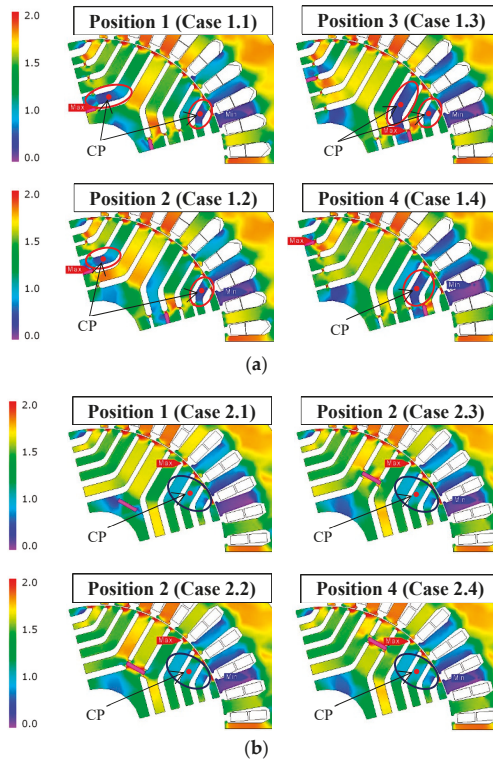 Position 1 (Case 1.1)
Position 3 (Case 1.3)
2.0
1.5
1.0
0.0
Max
Min
CP
Max
Min
CP
Position 2 (Case 1.2)
Position 4 (Case 1.4)
2.0
1.5
1.0
0.0
Max
Min
CP
Max
Min
CP
(a)
Position 1 (Case 2.1)
Position 2 (Case 2.3)
2.0
1.5
1.0
0.0
Max
Min
CP
Max
Min
CP
Position 2 (Case 2.2)
Position 4 (Case 2.4)
2.0
1.5
1.0
0.0
Max
Min
CP
Max
Min
CP
(b)